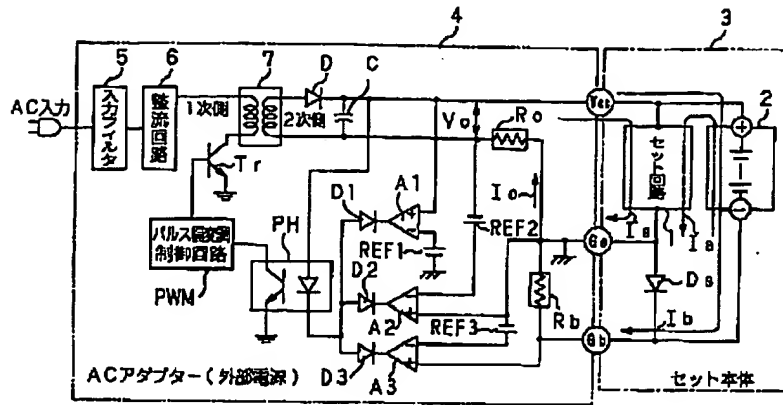 4
3
5
6
7
D
C
AC入力
入力フィルタ
整流回路
1次側
2次側
Vcc
Vo
Ro
Io
2
セット回路
Tr
D1
A1
PH
REF1
REF2
Is
Ia
1
Gs
パルス幅変調
制御回路
PWM
D2
A2
REF3
Rb
Ds
Ib
Gb
D3
A3
ACアダプター(外部電源)
セット本体